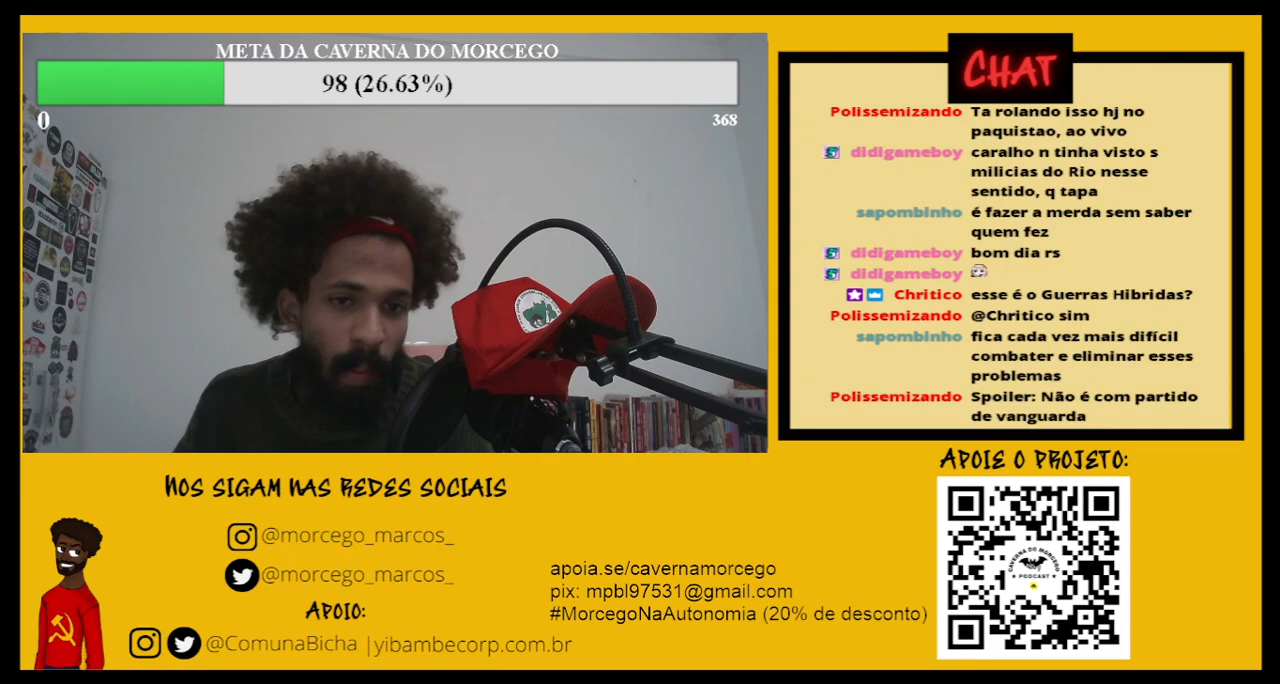 META DA CAVERNA DO MORCEGO
98 (26.63%)
0
368
CHAT
Polissemizando Ta rolando isso hj no
paquistao, ao vivo
didigameboy caralho n tinha visto s
milicias do Rio nesse
sentido, q tapa
sapombinho é fazer a merda sem saber
quem fez
didigameboy bom dia rs
didigameboy
Chritico esse é o Guerras Hibridas?
Polissemizando @Chritico sim
sapombinho fica cada vez mais difícil
combater e eliminar esses
problemas
Polissemizando Spoiler: Não é com partido
de vanguarda
NOS SIGAM NAS REDES SOCIAIS
@morcego_marcos_
@morcego_marcos_
APOIO:
@ComunaBicha |yibambecorp.com.br
apoia.se/cavernamorcego
pix: mpbl97531@gmail.com
#MorcegoNaAutonomia (20% de desconto)
APOIE O PROJETO:
CAVERNA DO MORCEGO
PODCAST